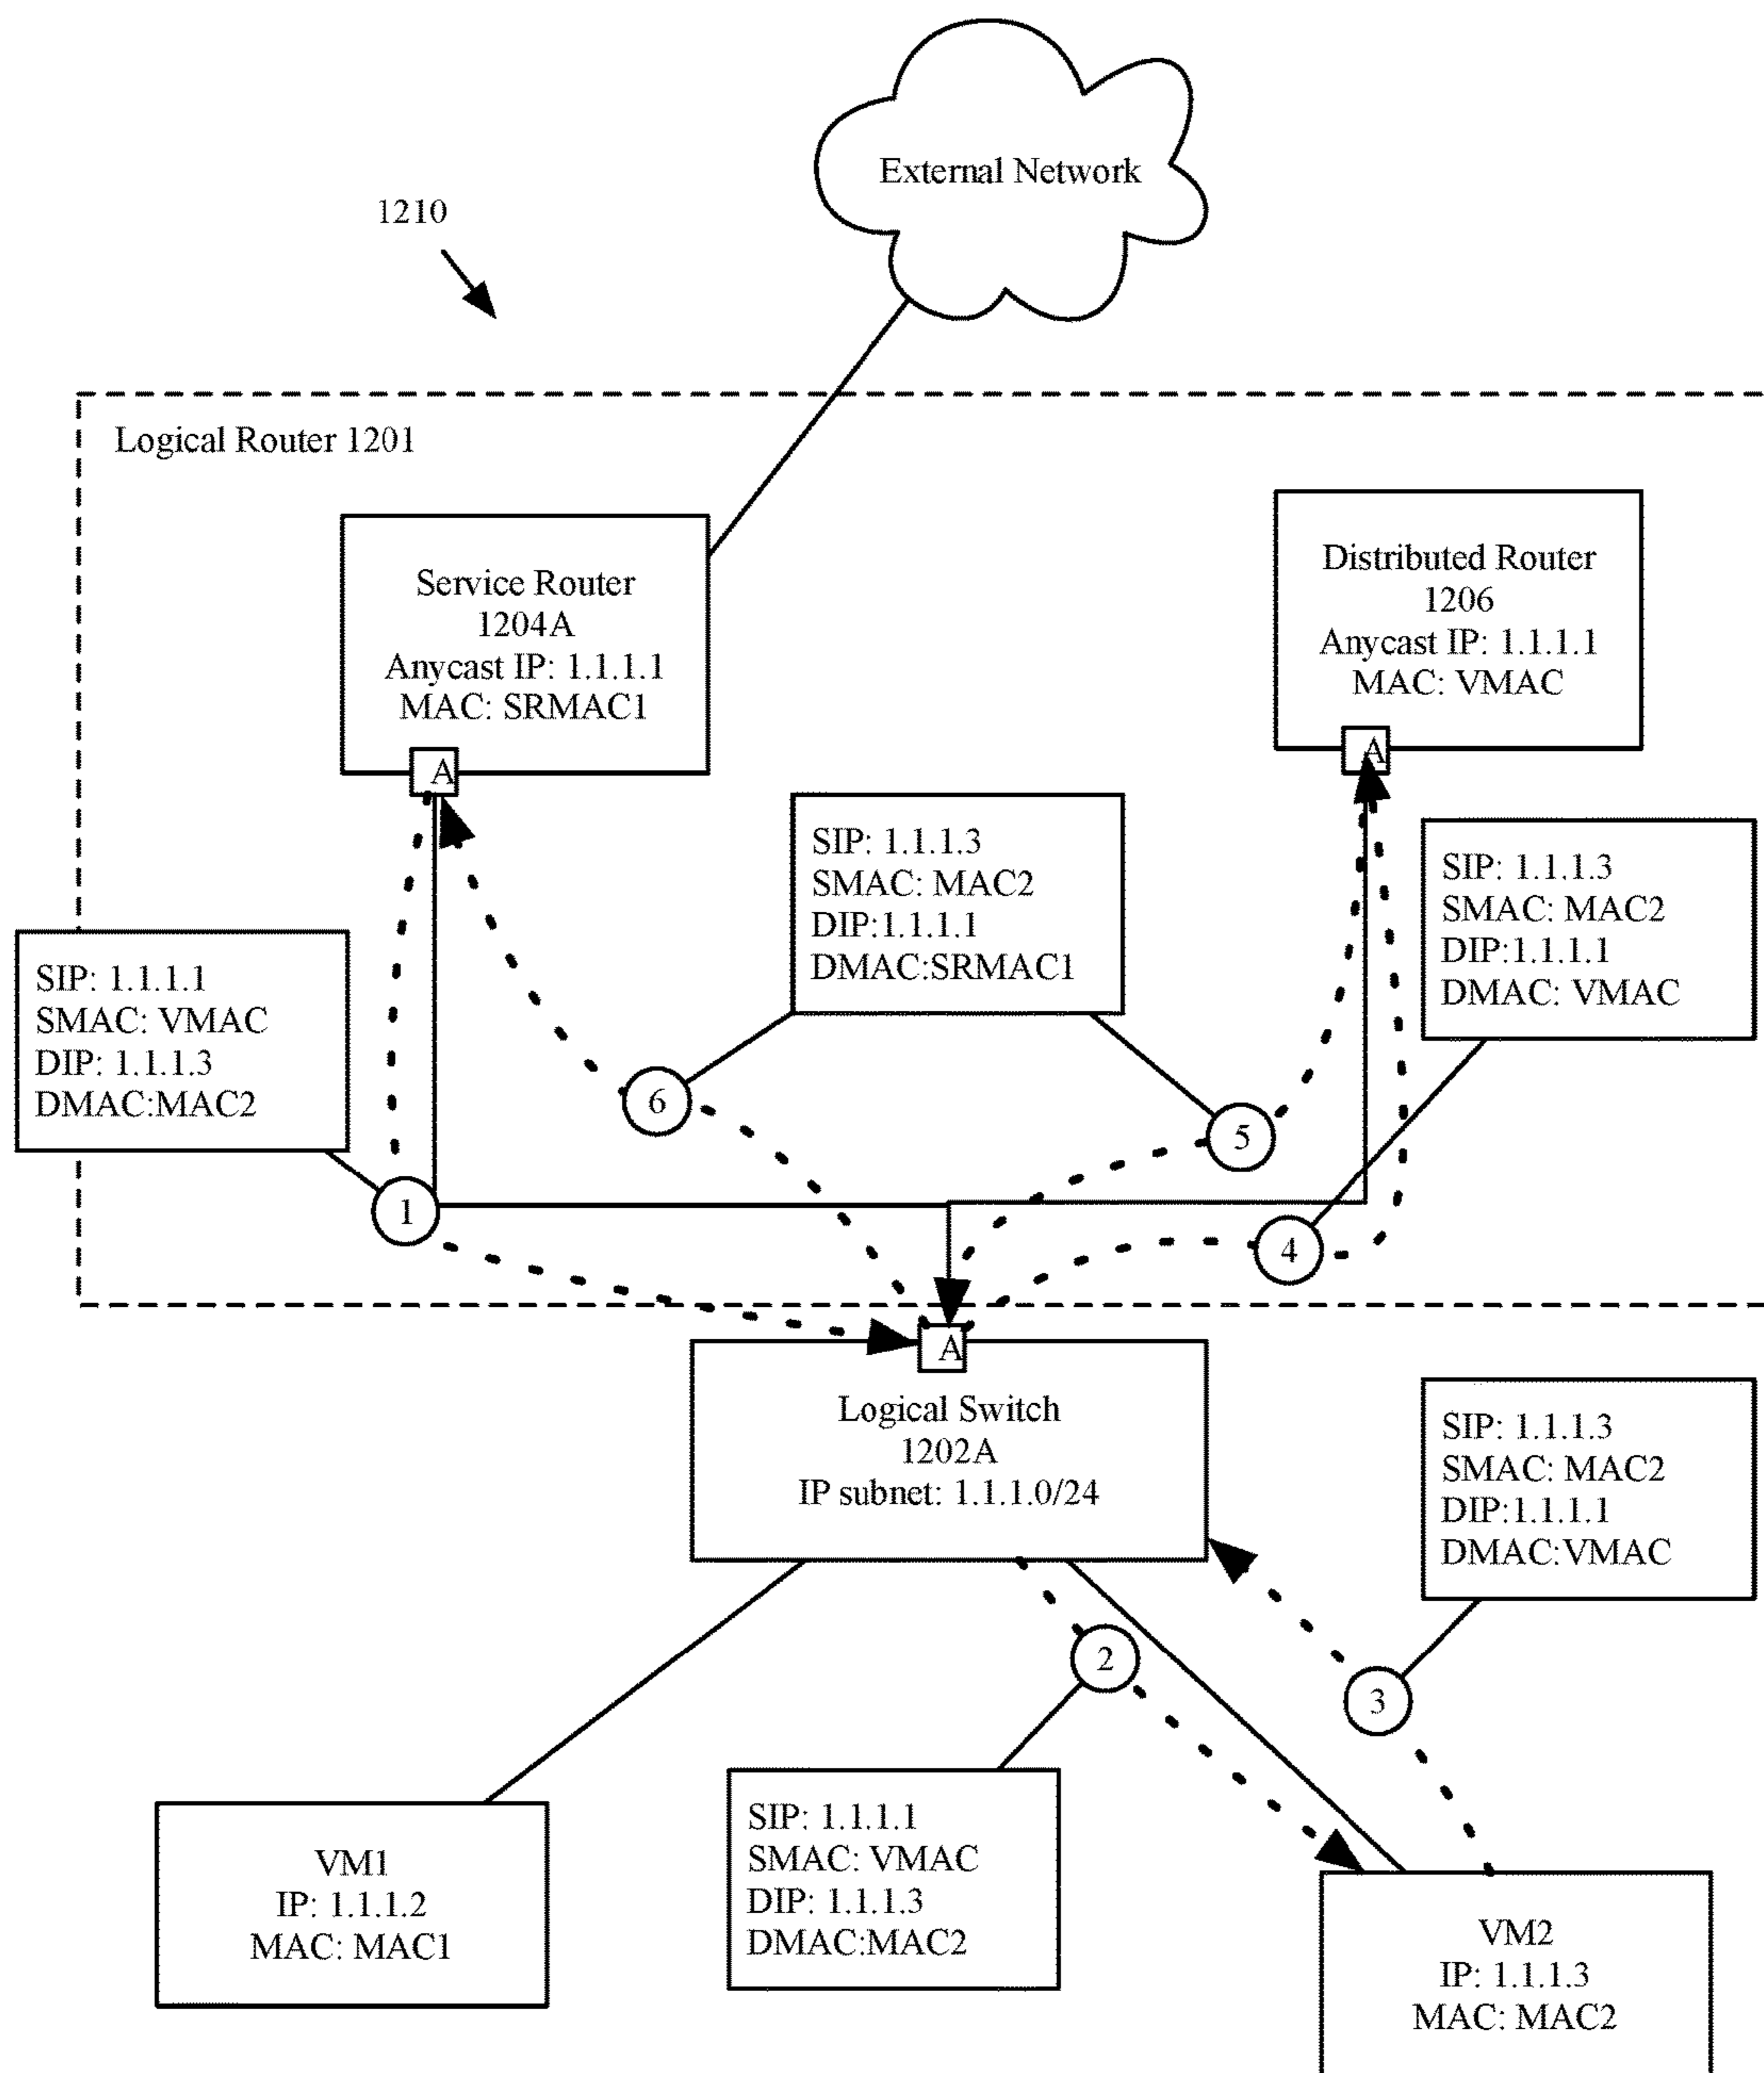 External Network
1210
Logical Router 1201
Service Router
1204A
Anycast IP: 1.1.1.1
MAC: SRMAC1
A
Distributed Router
1206
Anycast IP: 1.1.1.1
MAC: VMAC
A
SIP: 1.1.1.3
SMAC: MAC2
DIP:1.1.1.1
DMAC:SRMAC1
SIP: 1.1.1.3
SMAC: MAC2
DIP:1.1.1.1
DMAC: VMAC
SIP: 1.1.1.1
SMAC: VMAC
DIP: 1.1.1.3
DMAC:MAC2
6
5
1
4
A
Logical Switch
1202A
IP subnet: 1.1.1.0/24
SIP: 1.1.1.3
SMAC: MAC2
DIP:1.1.1.1
DMAC:VMAC
2
3
VM1
IP: 1.1.1.2
MAC: MAC1
SIP: 1.1.1.1
SMAC: VMAC
DIP: 1.1.1.3
DMAC:MAC2
VM2
IP: 1.1.1.3
MAC: MAC2